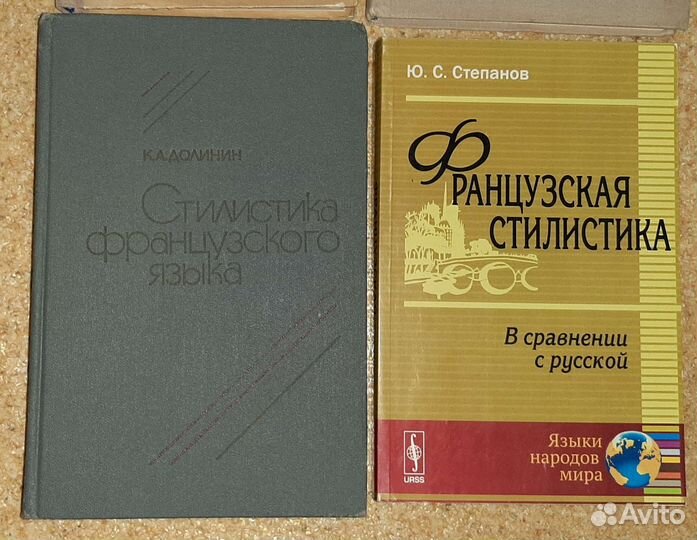 К.А.ДОЛИНИН
Стилистика
французского
языка
Ю. С. Степанов
ФРАНЦУЗСКАЯ
СТИЛИСТИКА
В сравнении
с русской
URSS
Языки
народов
мира
Avito